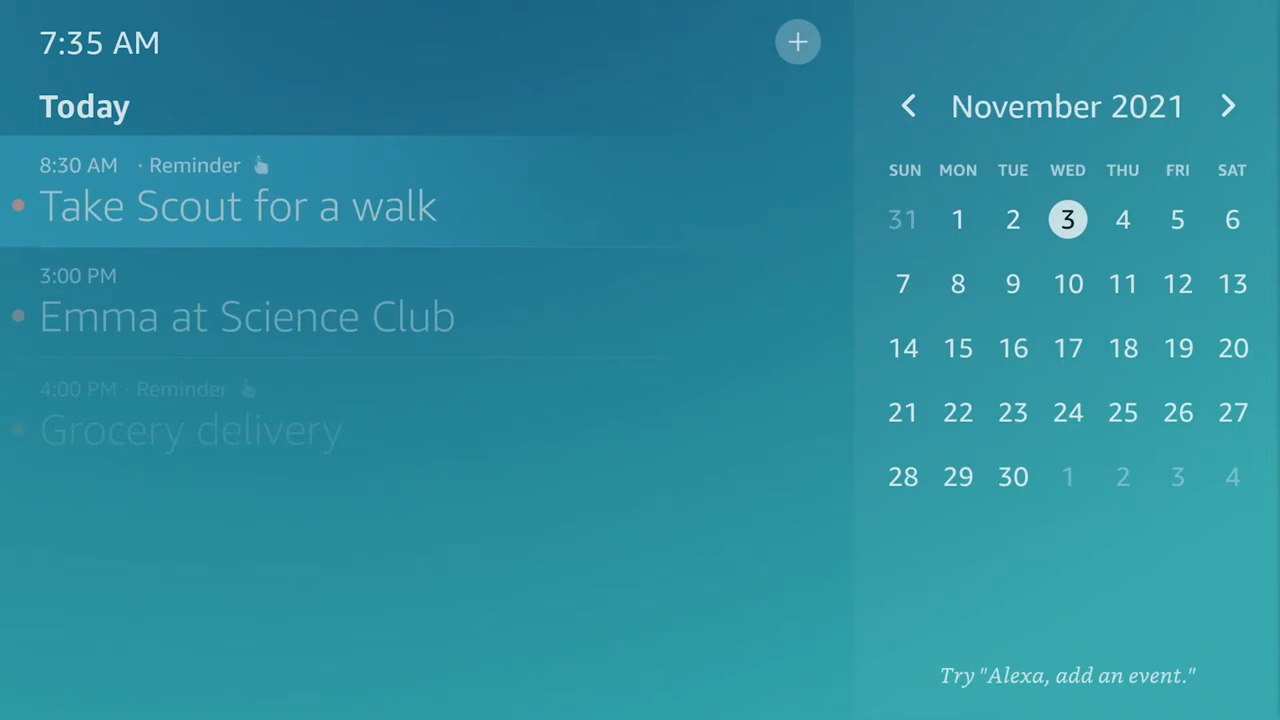 7:35 AM
Today
8:30 AM · Reminder
Take Scout for a walk
3:00 PM
Emma at Science Club
4:00 PM · Reminder
Grocery delivery
November 2021
SUN MON TUE WED THU FRI SAT
31 1 2 3 4 5 6
7 8 9 10 11 12 13
14 15 16 17 18 19 20
21 22 23 24 25 26 27
28 29 30 1 2 3 4
Try "Alexa, add an event."